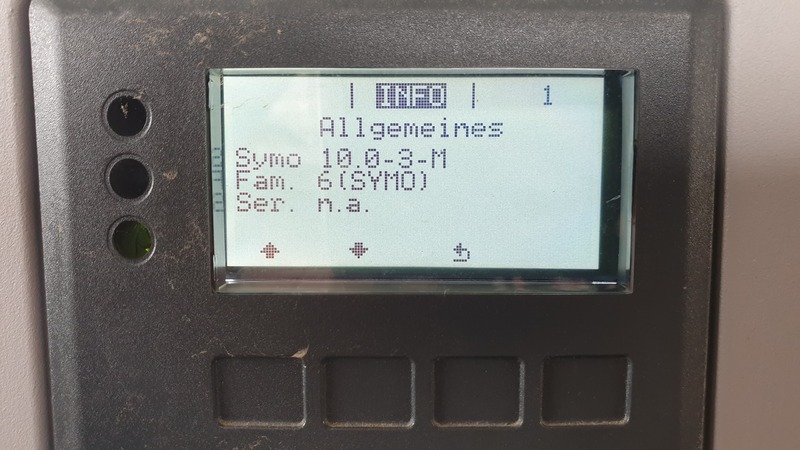 | INFO | 1
Allgemeines
Symo 10.0-3-M
Fam. 6(SYMO)
Ser. n.a.